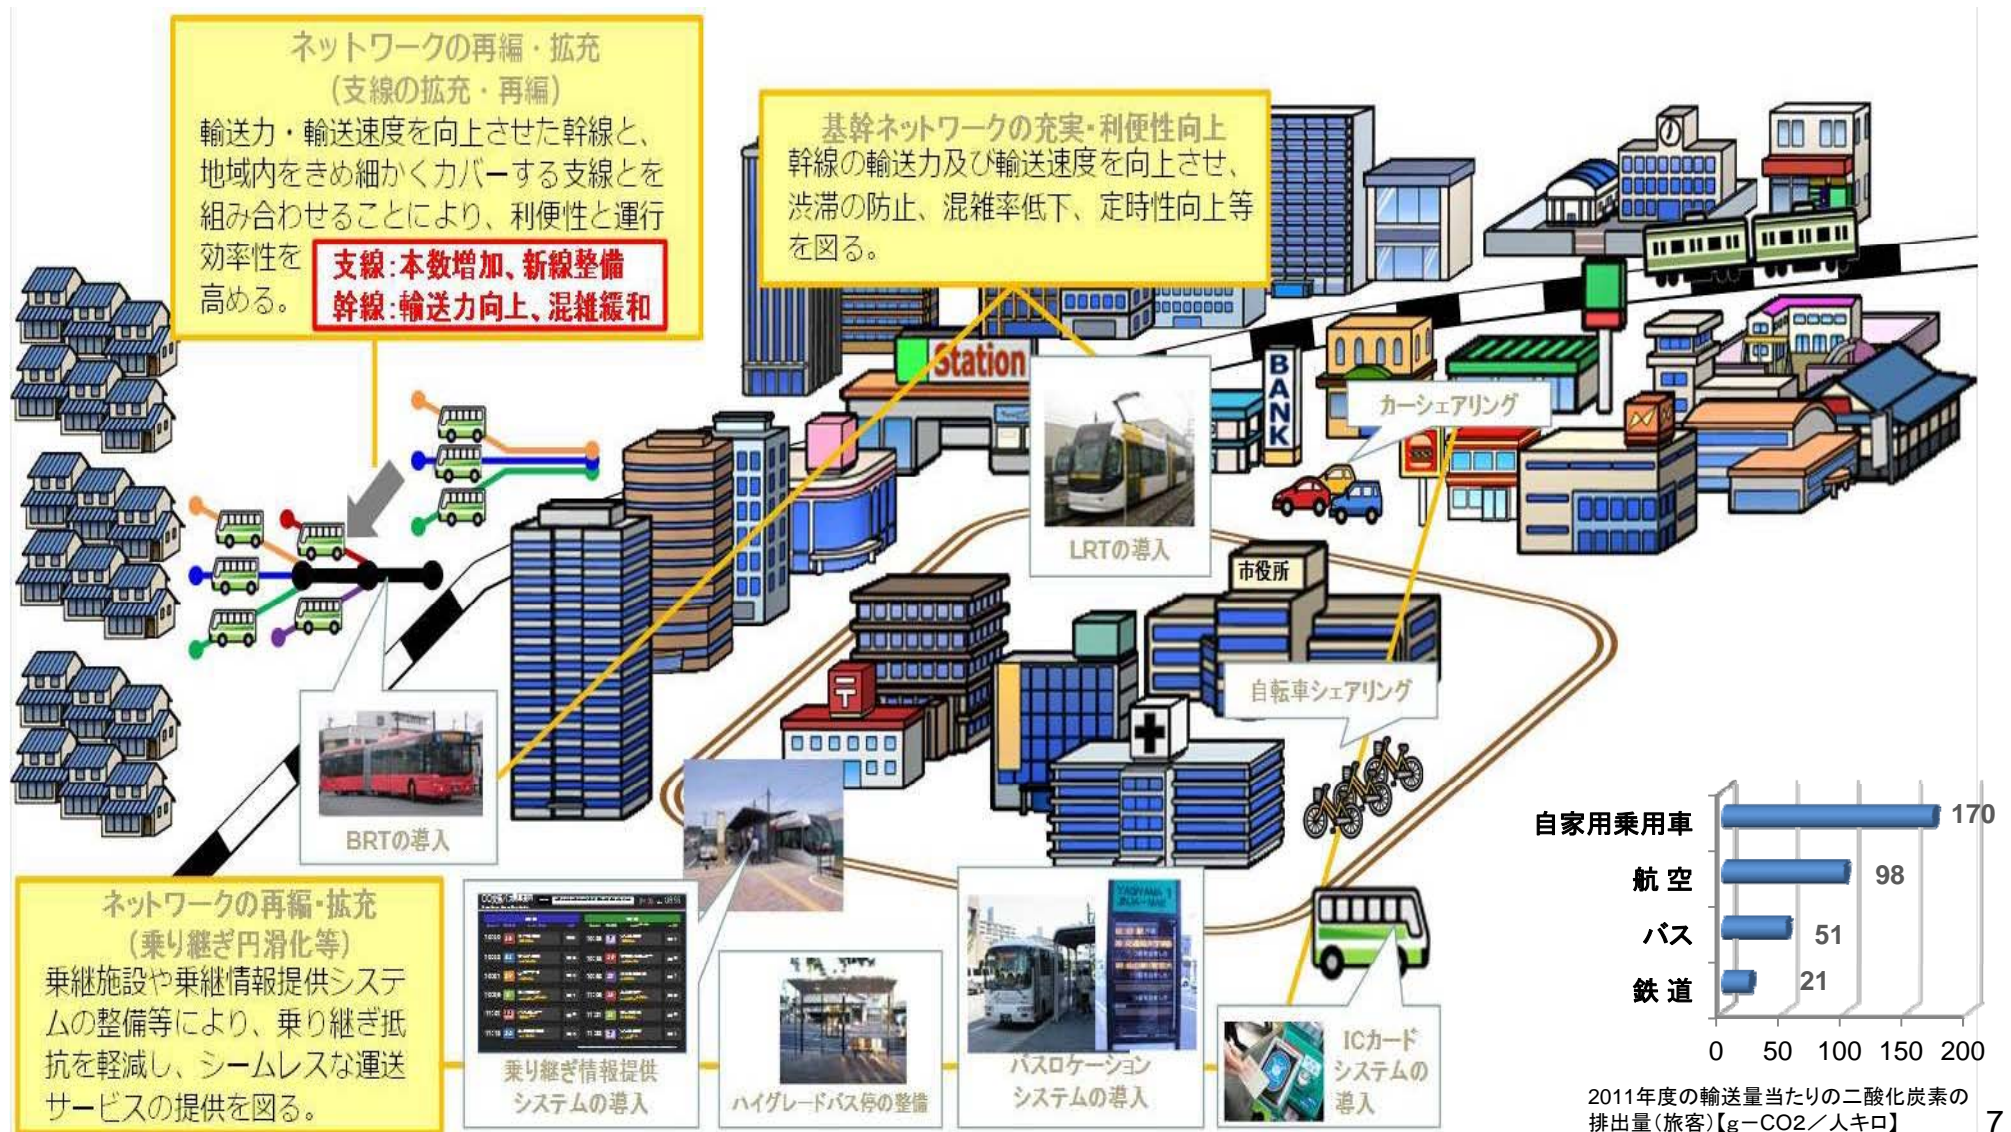 ネットワークの再編・拡充
(支線の拡充・再編)
輸送力・輸送速度を向上させた幹線と、
地域内をきめ細かくカバーする支線とを
組み合わせることにより、利便性と運行
効率性を
高める。
支線:本数増加、新線整備
幹線:輸送力向上、混雑緩和
基幹ネットワークの充実・利便性向上
幹線の輸送力及び輸送速度を向上させ、
渋滞の防止、混雑率低下、定時性向上等
を図る。
Station
BANK
カーシェアリング
LRTの導入
市役所
自転車シェアリング
〒
BRTの導入
ネットワークの再編・拡充
(乗り継ぎ円滑化等)
乗継施設や乗継情報提供システ
ムの整備等により、乗り継ぎ抵
抗を軽減し、シームレスな運送
サービスの提供を図る。
乗り継ぎ情報提供
システムの導入
ハイグレードバス停の整備
バスロケーション
システムの導入
ICカード
システムの
導入
自家用乗用車 170
航空 98
バス 51
鉄道 21
0 50 100 150 200
2011年度の輸送量当たりの二酸化炭素の
排出量(旅客)【g-CO2/人キロ】
7